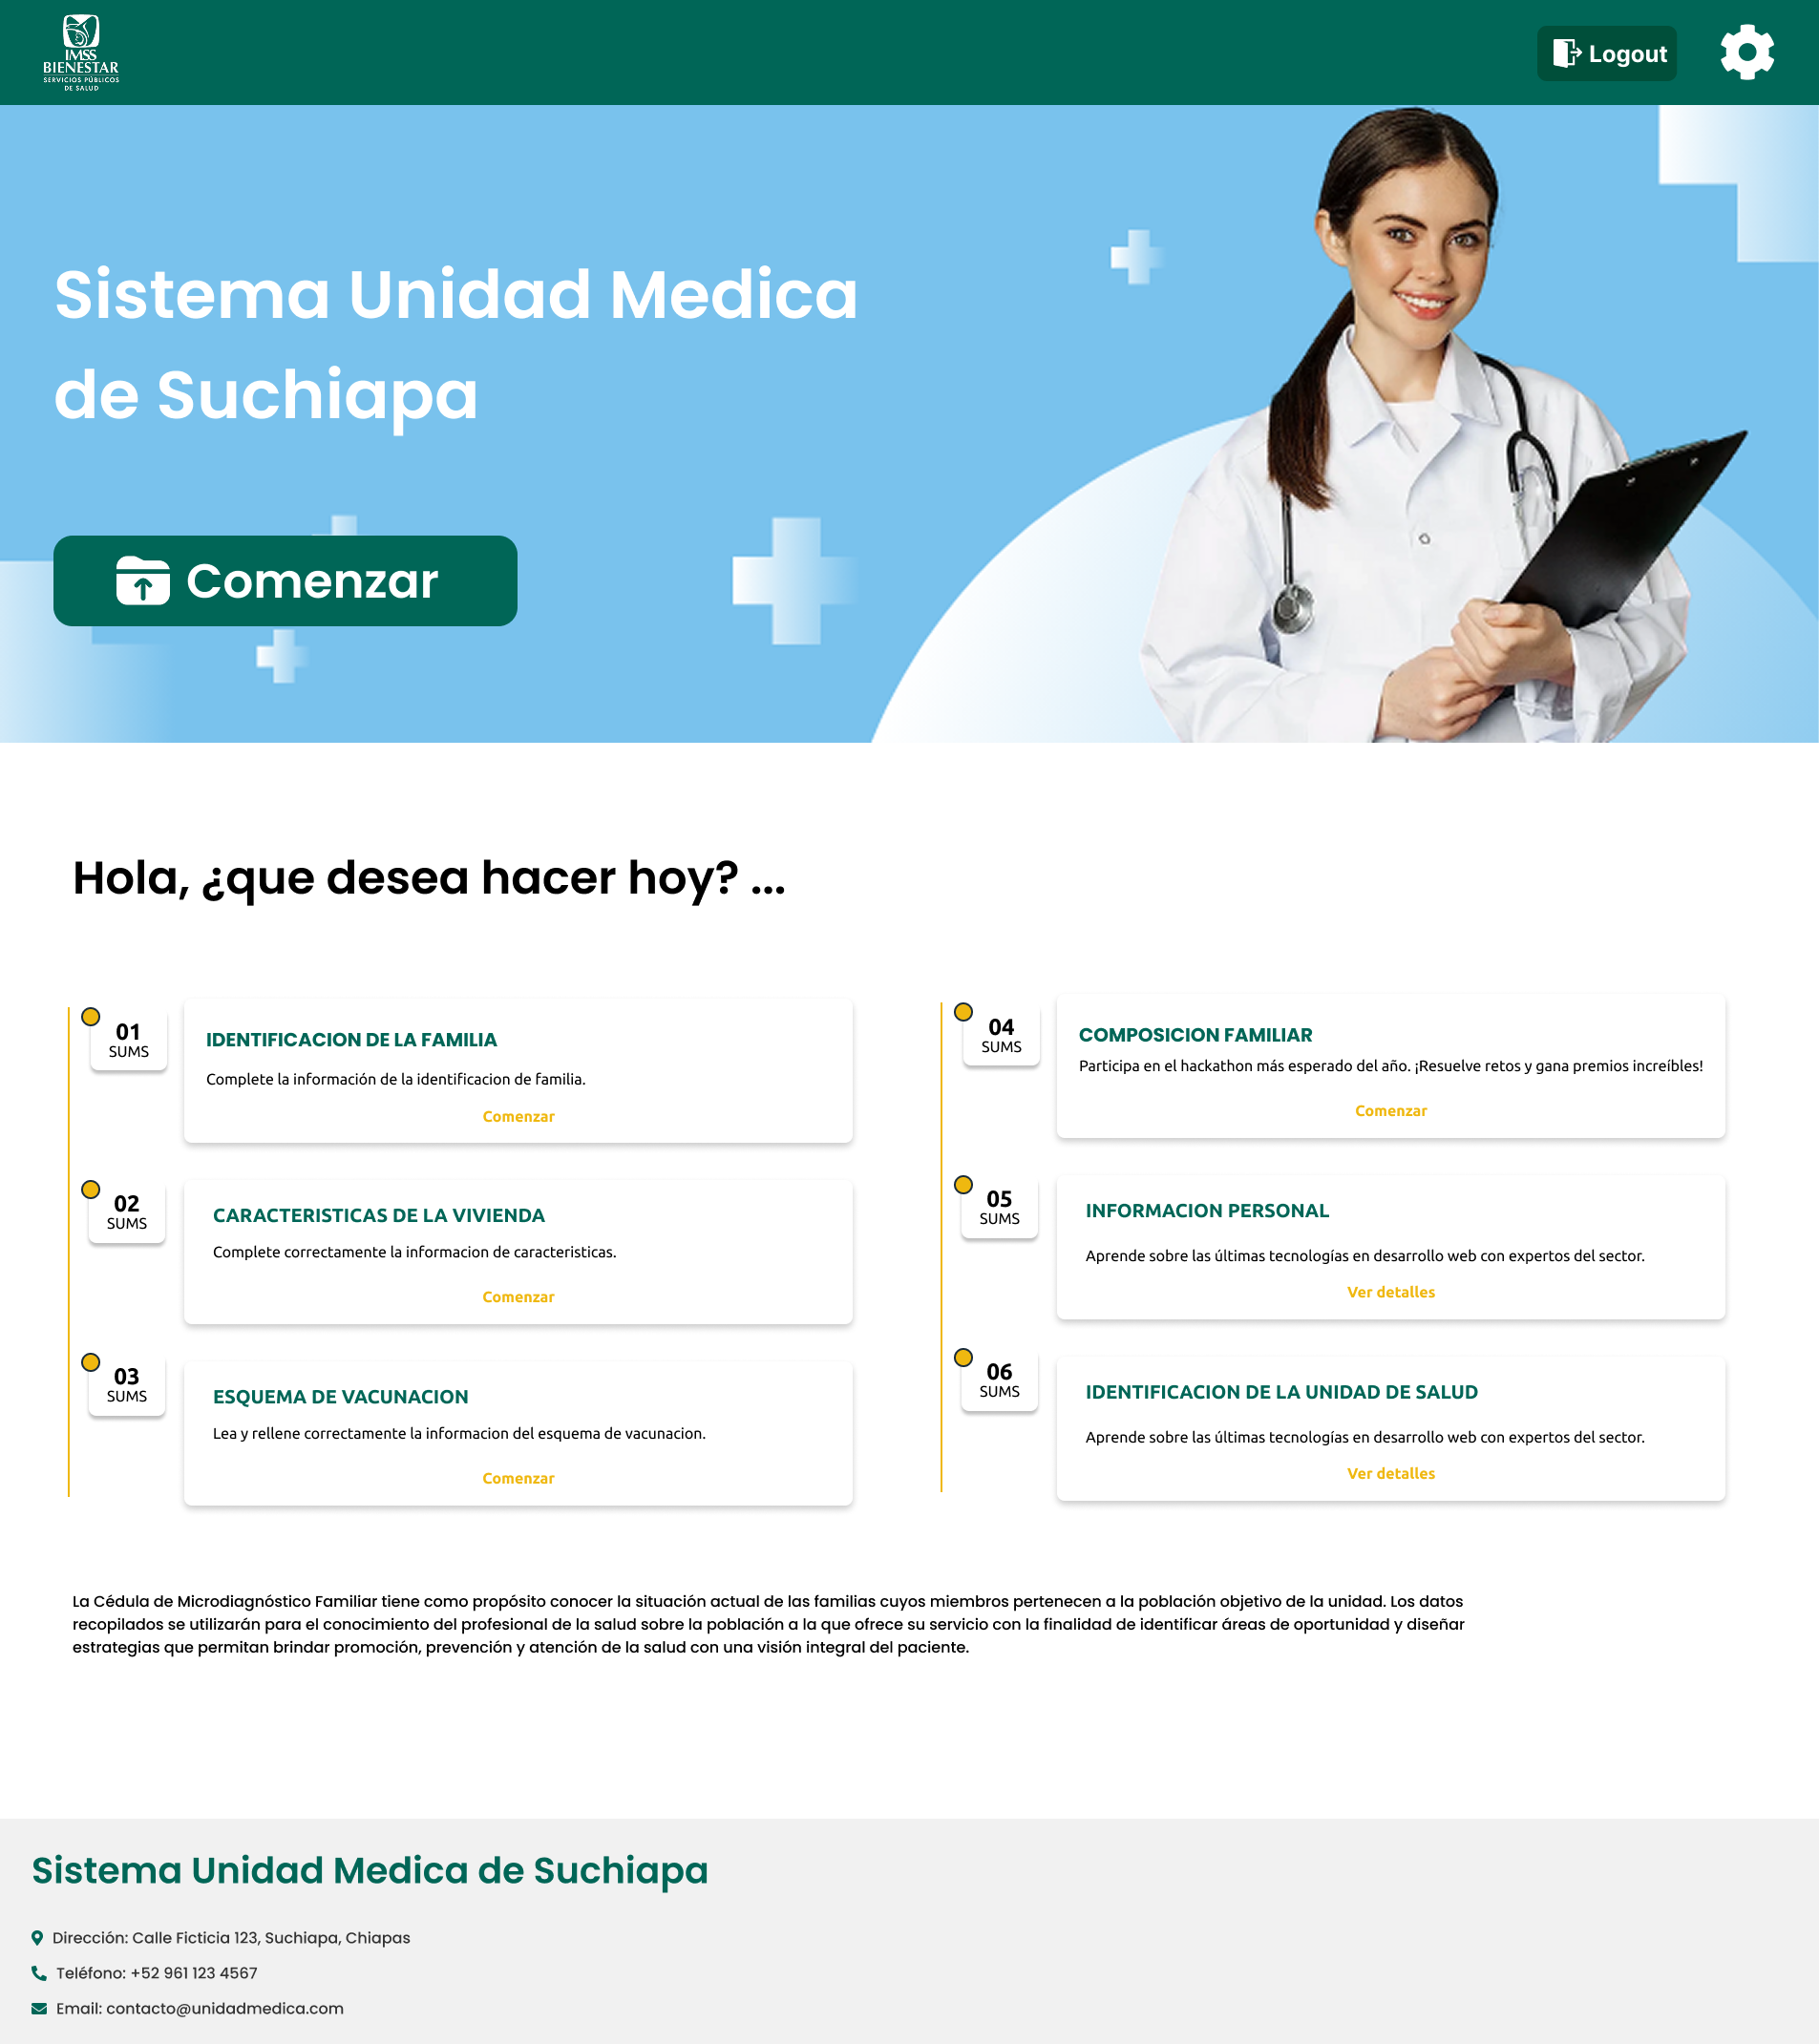 IMSS
BIENESTAR
SERVICIOS PÚBLICOS
DE SALUD
Logout
Sistema Unidad Medica
de Suchiapa
Comenzar
Hola, ¿que desea hacer hoy? ...
01
SUMS
IDENTIFICACION DE LA FAMILIA
Complete la información de la identificacion de familia.
Comenzar
02
SUMS
CARACTERISTICAS DE LA VIVIENDA
Complete correctamente la informacion de caracteristicas.
Comenzar
03
SUMS
ESQUEMA DE VACUNACION
Lea y rellene correctamente la informacion del esquema de vacunacion.
Comenzar
04
SUMS
COMPOSICION FAMILIAR
Participa en el hackathon más esperado del año. ¡Resuelve retos y gana premios increíbles!
Comenzar
05
SUMS
INFORMACION PERSONAL
Aprende sobre las últimas tecnologías en desarrollo web con expertos del sector.
Ver detalles
06
SUMS
IDENTIFICACION DE LA UNIDAD DE SALUD
Aprende sobre las últimas tecnologías en desarrollo web con expertos del sector.
Ver detalles
La Cédula de Microdiagnóstico Familiar tiene como propósito conocer la situación actual de las familias cuyos miembros pertenecen a la población objetivo de la unidad. Los datos
recopilados se utilizarán para el conocimiento del profesional de la salud sobre la población a la que ofrece su servicio con la finalidad de identificar áreas de oportunidad y diseñar
estrategias que permitan brindar promoción, prevención y atención de la salud con una visión integral del paciente.
Sistema Unidad Medica de Suchiapa
Dirección: Calle Ficticia 123, Suchiapa, Chiapas
Teléfono: +52 961 123 4567
Email: contacto@unidadmedica.com